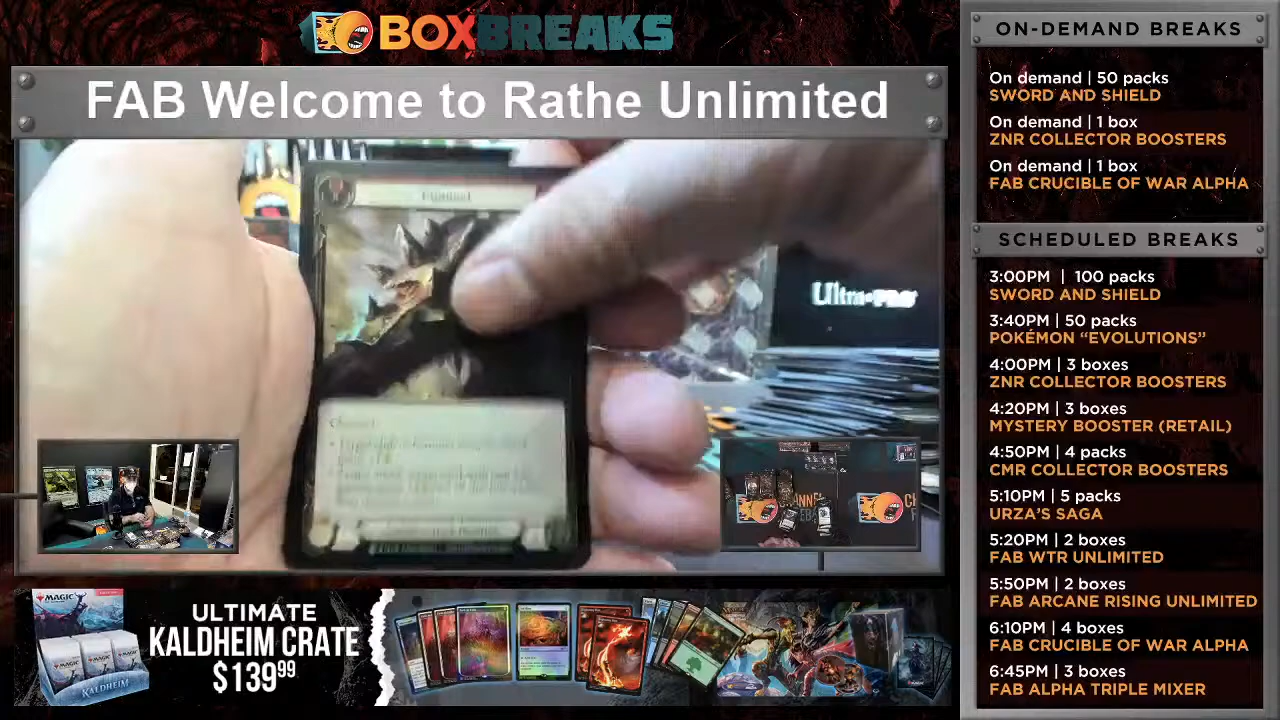 BOXBREAKS
FAB Welcome to Rathe Unlimited
Ultra•PRO
ULTIMATE
KALDHEIM CRATE
$139.99
MAGIC
KALDHEIM
ON-DEMAND BREAKS
On demand | 50 packs
SWORD AND SHIELD
On demand | 1 box
ZNR COLLECTOR BOOSTERS
On demand | 1 box
FAB CRUCIBLE OF WAR ALPHA
SCHEDULED BREAKS
3:00PM | 100 packs
SWORD AND SHIELD
3:40PM | 50 packs
POKÉMON “EVOLUTIONS”
4:00PM | 3 boxes
ZNR COLLECTOR BOOSTERS
4:20PM | 3 boxes
MYSTERY BOOSTER (RETAIL)
4:50PM | 4 packs
CMR COLLECTOR BOOSTERS
5:10PM | 5 packs
URZA'S SAGA
5:20PM | 2 boxes
FAB WTR UNLIMITED
5:50PM | 2 boxes
FAB ARCANE RISING UNLIMITED
6:10PM | 4 boxes
FAB CRUCIBLE OF WAR ALPHA
6:45PM | 3 boxes
FAB ALPHA TRIPLE MIXER